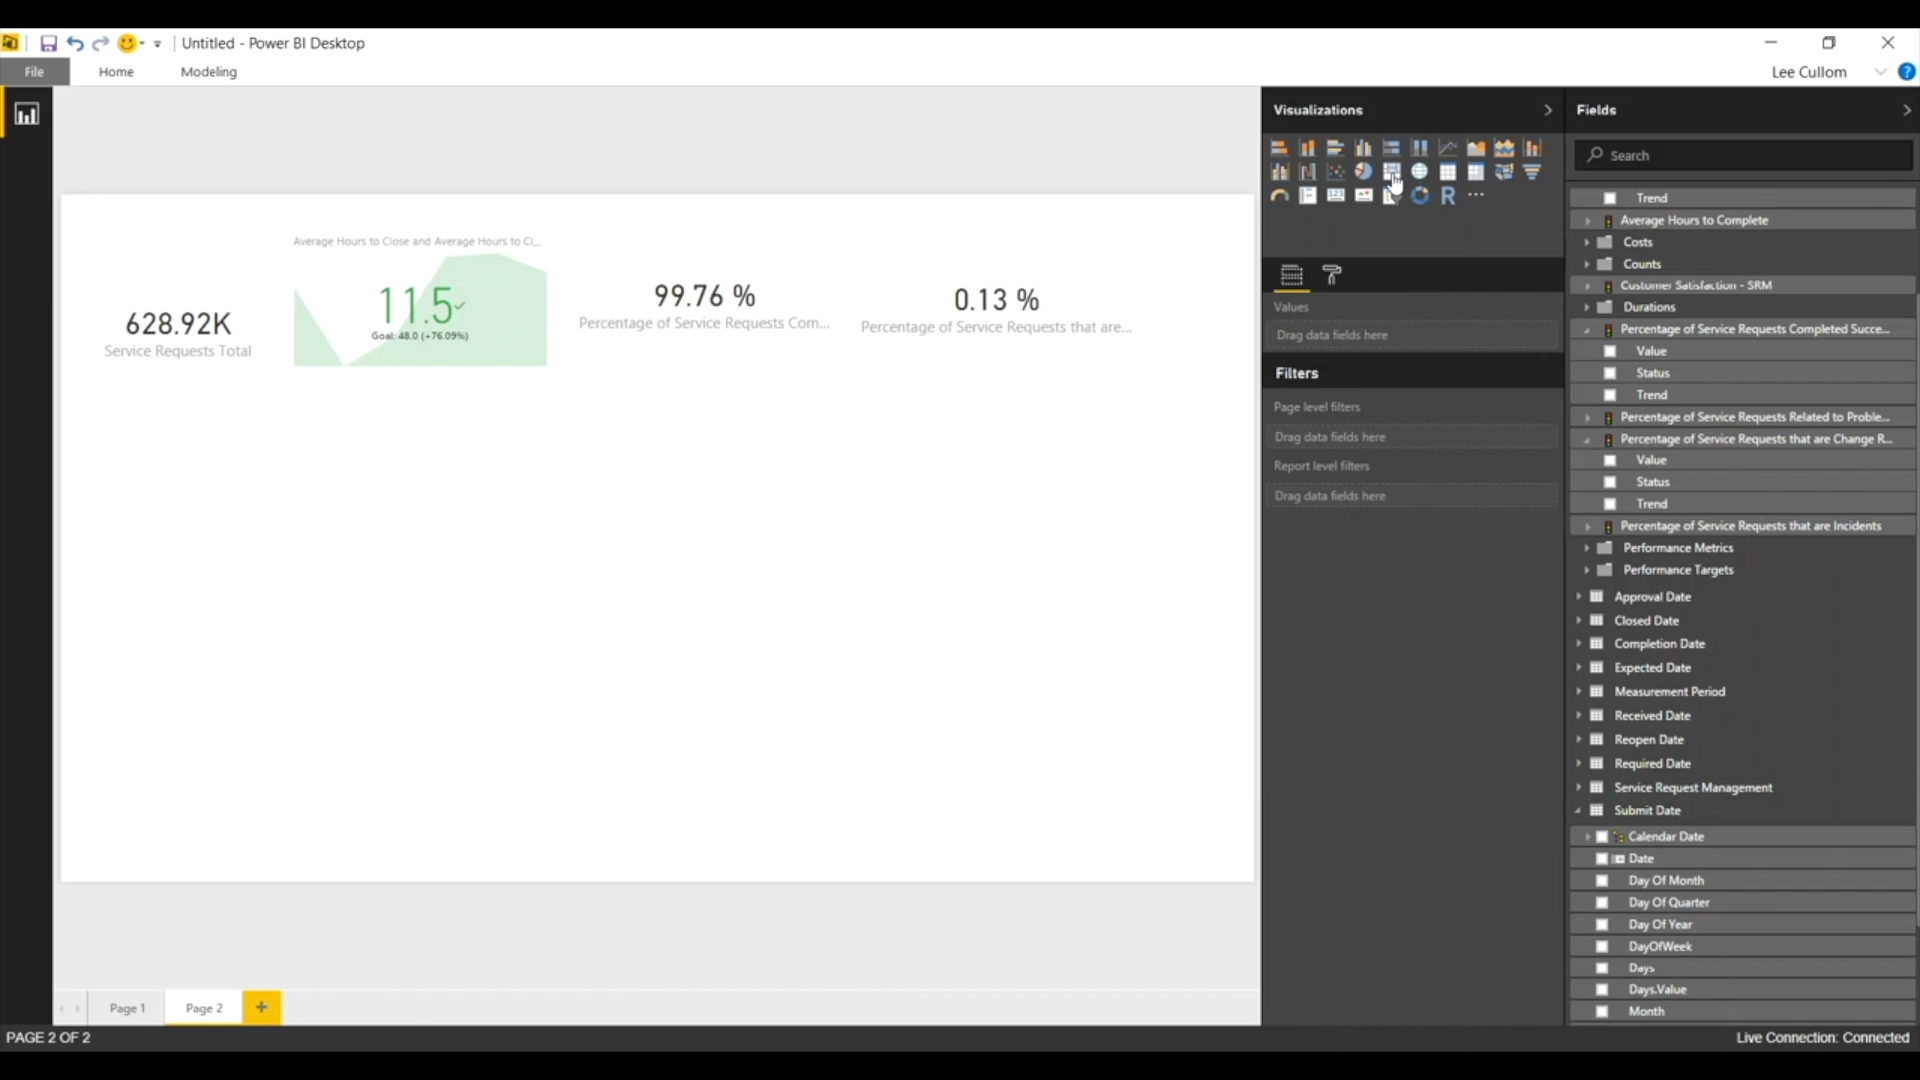 Untitled - Power BI Desktop
File Home Modeling Lee Cullom ?
Visualizations
Fields
Search
R
Values
Drag data fields here
Filters
Page level filters
Drag data fields here
Report level filters
Drag data fields here
Average Hours to Close and Average Hours to Cl...
628.92K
Service Requests Total
11.5
Goal: 48.0 (+76.09%)
99.76 %
Percentage of Service Requests Com...
0.13 %
Percentage of Service Requests that are...
Trend
Average Hours to Complete
Costs
Counts
Customer Satisfaction - SRM
Durations
Percentage of Service Requests Completed Succe...
Value
Status
Trend
Percentage of Service Requests Related to Proble...
Percentage of Service Requests that are Change R...
Value
Status
Trend
Percentage of Service Requests that are Incidents
Performance Metrics
Performance Targets
Approval Date
Closed Date
Completion Date
Expected Date
Measurement Period
Received Date
Reopen Date
Required Date
Service Request Management
Submit Date
Calendar Date
Date
Day Of Month
Day Of Quarter
Day Of Year
DayOfWeek
Days
Days.Value
Month
Page 1 Page 2 +
PAGE 2 OF 2
Live Connection: Connected